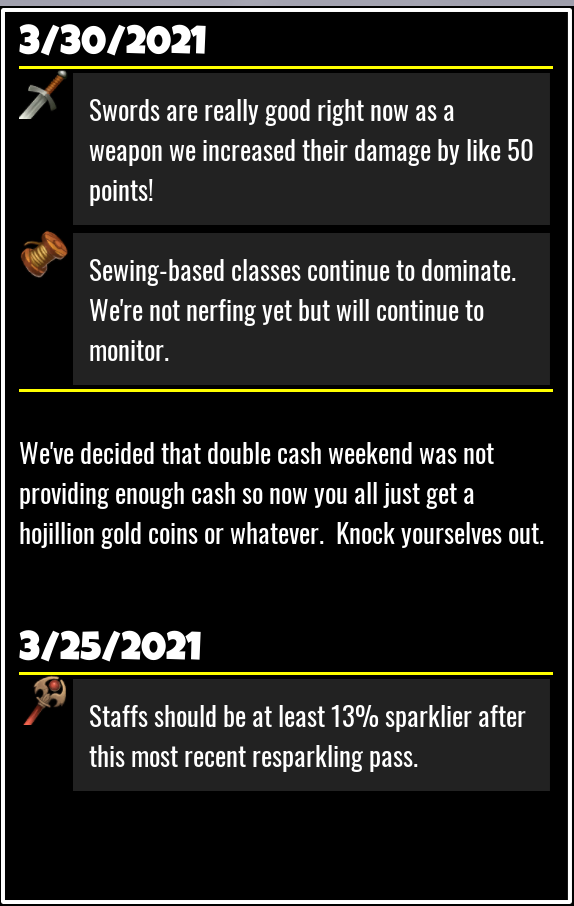 3/30/2021
Swords are really good right now as a
weapon we increased their damage by like 50
points!
Sewing-based classes continue to dominate.
We're not nerfing yet but will continue to
monitor.
We've decided that double cash weekend was not
providing enough cash so now you all just get a
hojillion gold coins or whatever.  Knock yourselves out.
3/25/2021
Staffs should be at least 13% sparklier after
this most recent resparkling pass.